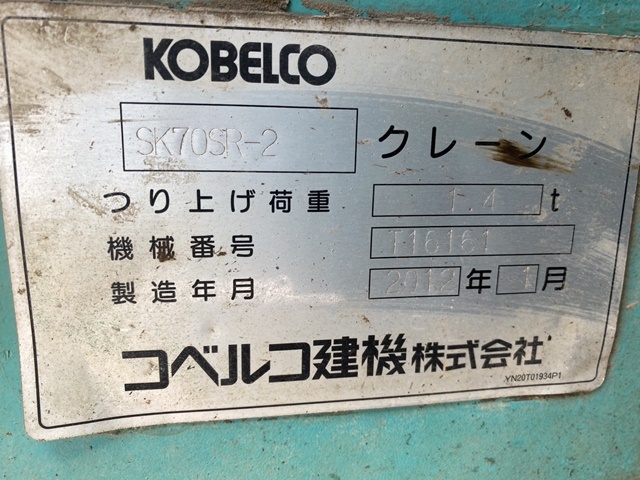 KOBELCO
SK70SR-2 クレーン
つり上げ荷重 1.4 t
機械番号 T16161
製造年月 2012 年 1 月
コベルコ建機株式会社
YN20T01934P1